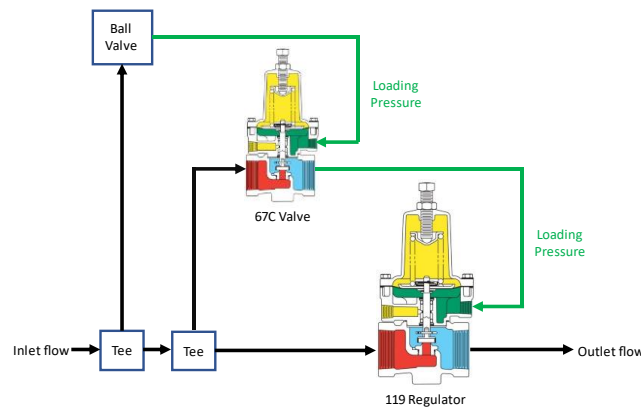 Ball
Valve
Loading
Pressure
67C Valve
Loading
Pressure
Inlet flow
Tee
Tee
Outlet flow
119 Regulator